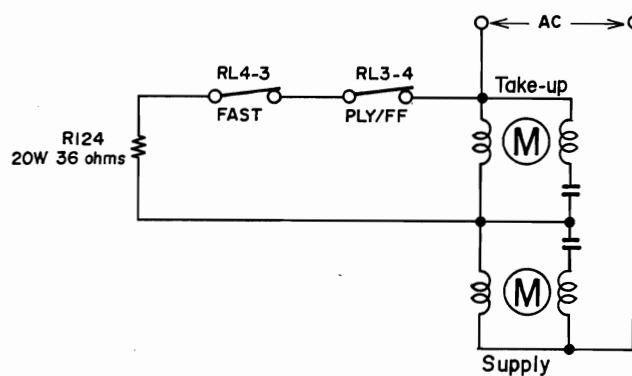 AC
RL4-3
RL3-4
Take-up
FAST
PLY/FF
R124
20W 36 ohms
M
M
Supply